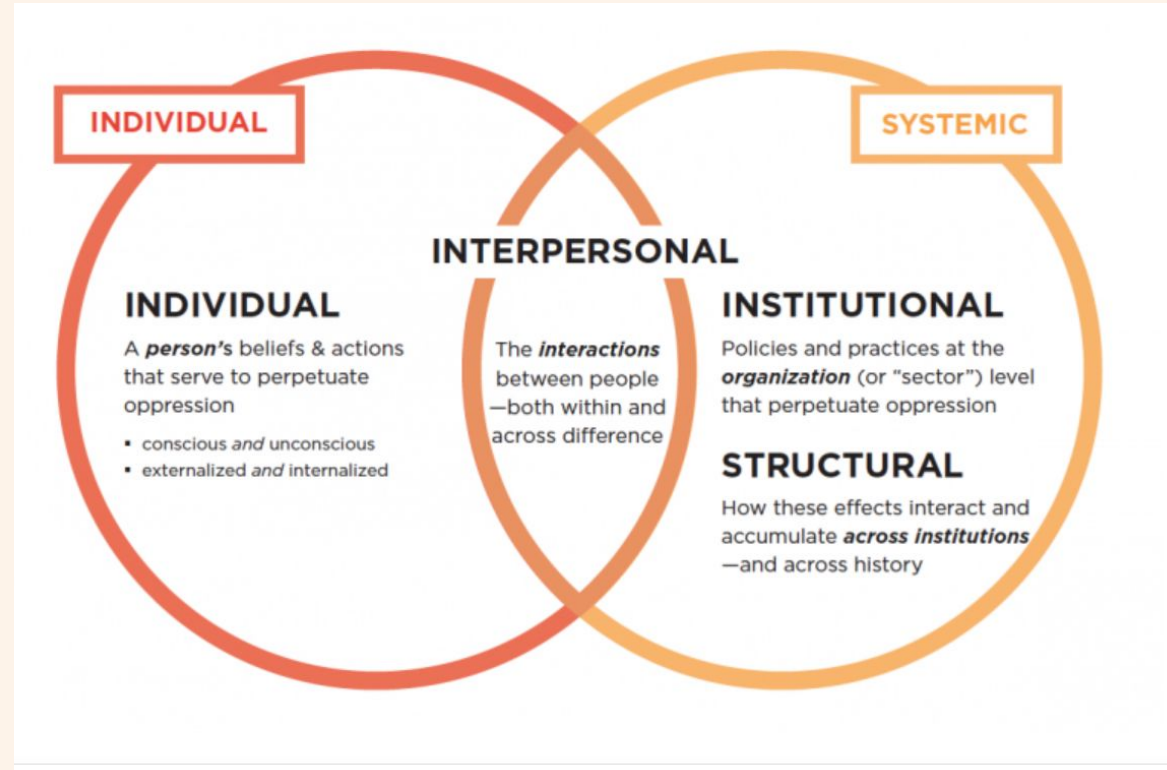 INDIVIDUAL
SYSTEMIC
INTERPERSONAL
INDIVIDUAL
A person's beliefs & actions
that serve to perpetuate
oppression
▪ conscious and unconscious
▪ externalized and internalized
The interactions
between people
—both within and
across difference
INSTITUTIONAL
Policies and practices at the
organization (or “sector”) level
that perpetuate oppression
STRUCTURAL
How these effects interact and
accumulate across institutions
—and across history